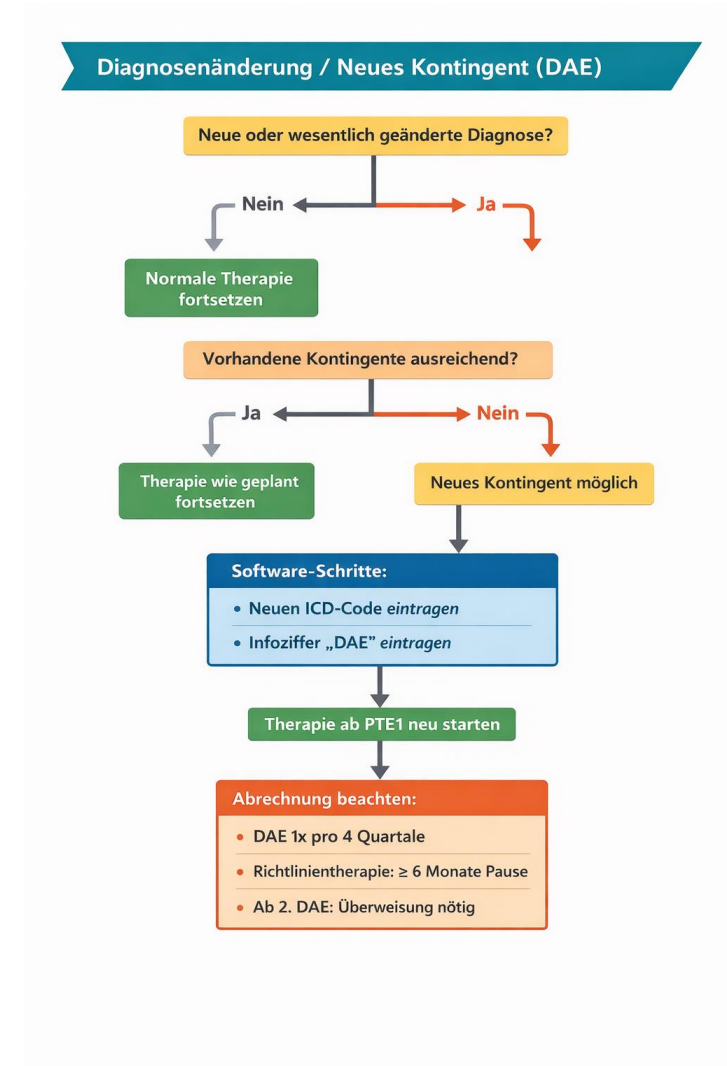 Diagnosenänderung / Neues Kontingent (DAE)
Neue oder wesentlich geänderte Diagnose?
Nein
Ja
Normale Therapie
fortsetzen
Vorhandene Kontingente ausreichend?
Ja
Nein
Therapie wie geplant
fortsetzen
Neues Kontingent möglich
Software-Schritte:
• Neuen ICD-Code eintragen
• Infoziffer „DAE” eintragen
Therapie ab PTE1 neu starten
Abrechnung beachten:
• DAE 1x pro 4 Quartale
• Richtlinientherapie: ≥ 6 Monate Pause
• Ab 2. DAE: Überweisung nötig